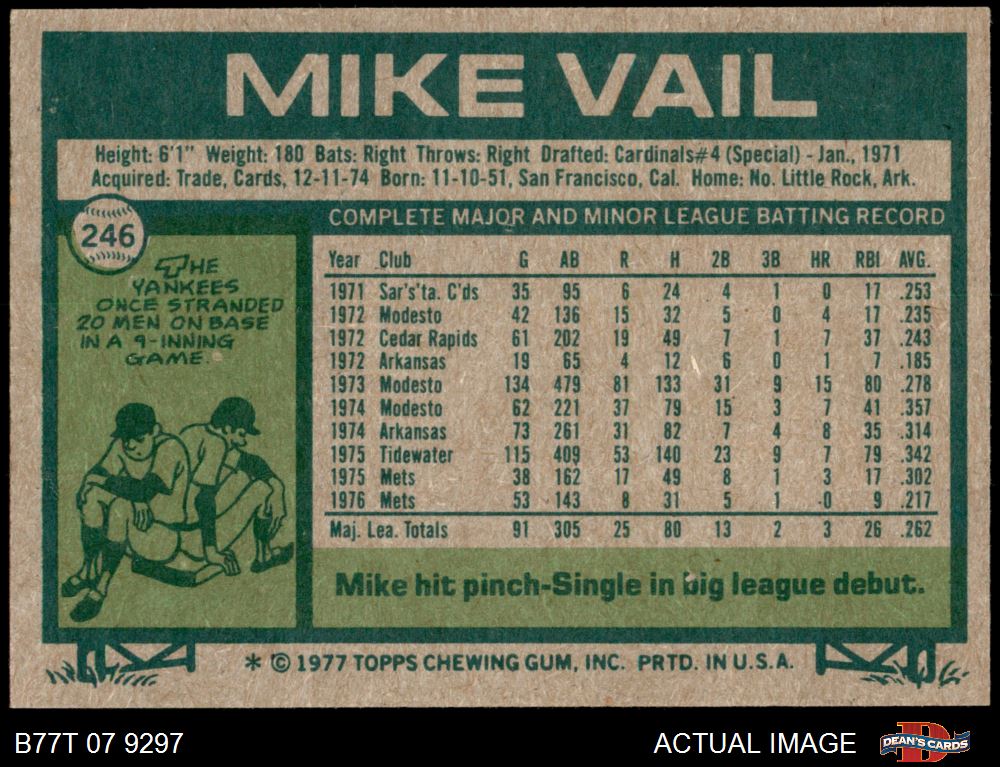 MIKE VAIL
Height: 6'1" Weight: 180 Bats: Right Throws: Right Drafted: Cardinals#4 (Special) - Jan., 1971
Acquired: Trade, Cards, 12-11-74 Born: 11-10-51, San Francisco, Cal. Home: No. Little Rock, Ark.
246
THE
YANKEES
ONCE STRANDED
20 MEN ON BASE
IN A 9-INNING
GAME.
COMPLETE MAJOR AND MINOR LEAGUE BATTING RECORD
Year Club G AB R H 2B 3B HR RBI AVG.
1971 Sar's'ta. C'ds 35 95 6 24 4 1 0 17 .253
1972 Modesto 42 136 15 32 5 0 4 17 .235
1972 Cedar Rapids 61 202 19 49 7 1 7 37 .243
1972 Arkansas 19 65 4 12 6 0 1 7 .185
1973 Modesto 134 479 81 133 31 9 15 80 .278
1974 Modesto 62 221 37 79 15 3 7 41 .357
1974 Arkansas 73 261 31 82 7 4 8 35 .314
1975 Tidewater 115 409 53 140 23 9 7 79 .342
1975 Mets 38 162 17 49 8 1 3 17 .302
1976 Mets 53 143 8 31 5 1 0 9 .217
Maj. Lea. Totals 91 305 25 80 13 2 3 26 .262
Mike hit pinch-Single in big league debut.
* © 1977 TOPPS CHEWING GUM, INC. PRTD. IN U.S.A.
B77T 07 9297
ACTUAL IMAGE
DEAN'S CARDS